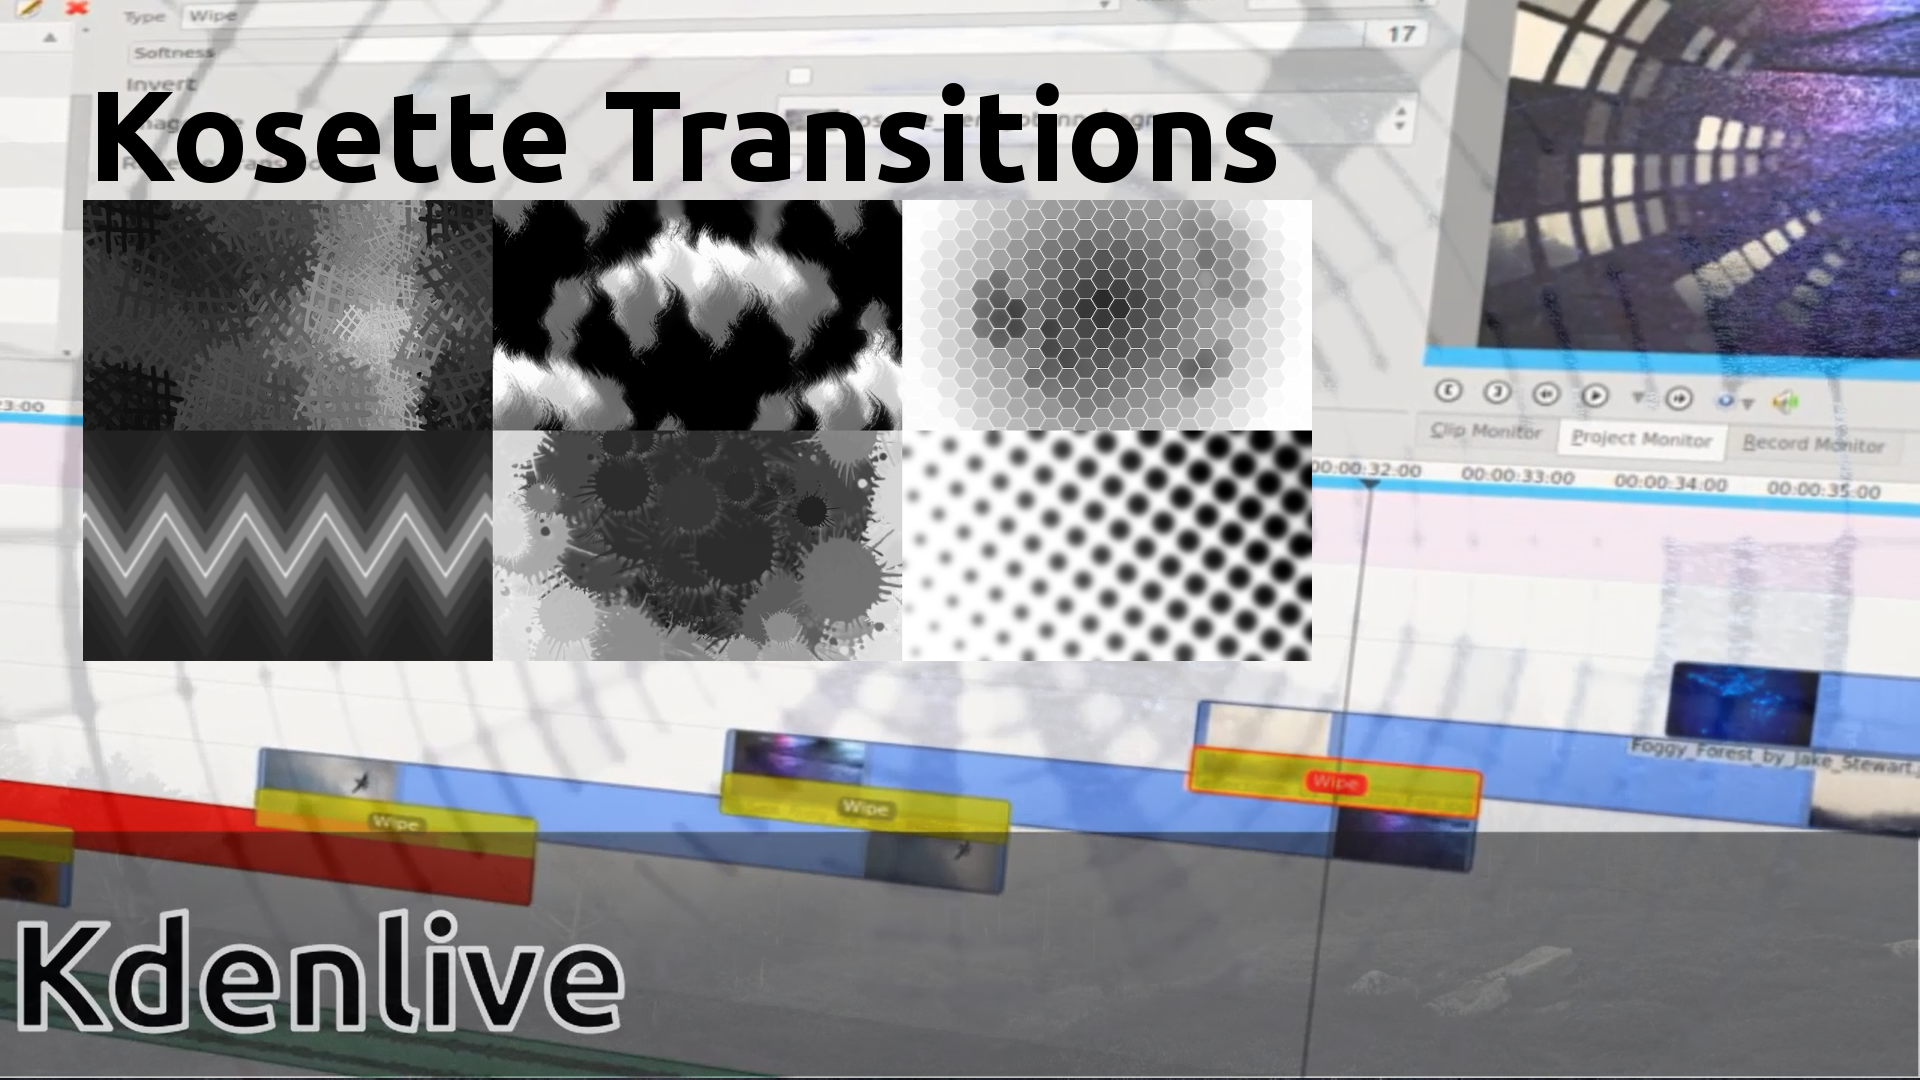 Type Wipe
Softness 17
Invert
Kosette Transitions
23:00
Clip Monitor Project Monitor Record Monitor
00:00:32:00 00:00:33:00 00:00:34:00 00:00:35:00
Foggy_Forest_by_Jake_Stewart.j
Wipe
Wipe
Wipe
Kdenlive